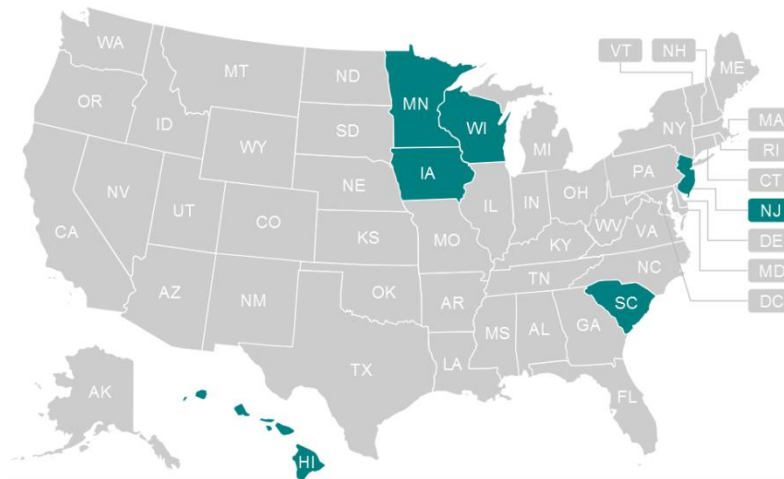 WA
VT
NH
ME
MT
ND
OR
MN
MA
ID
SD
WI
NY
RI
WY
MI
CT
NE
IA
PA
NJ
NV
UT
IL
IN
OH
DE
CO
WV
VA
MD
CA
KS
MO
KY
NC
DC
TN
AZ
NM
OK
AR
SC
MS
AL
GA
TX
LA
AK
FL
HI